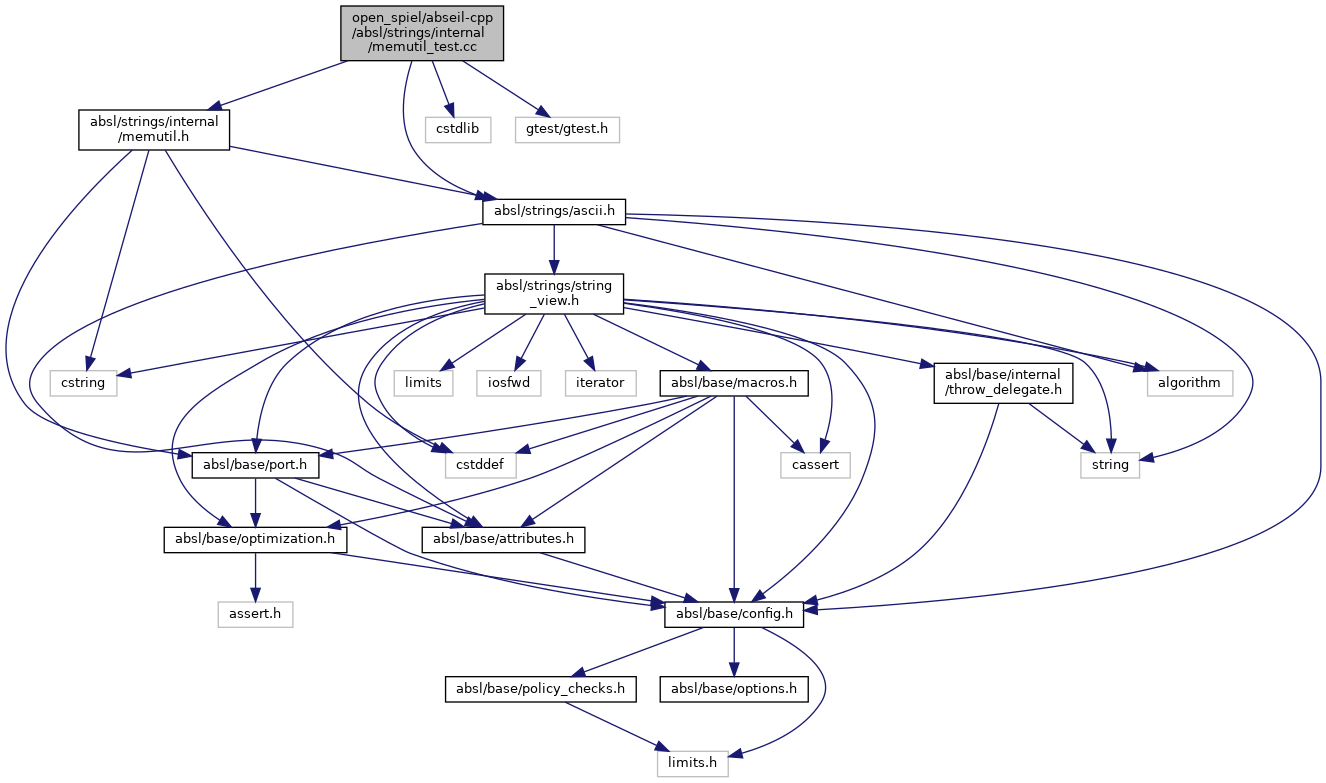 open_spiel/abseil-cpp
/absl/strings/internal
/memutil_test.cc
absl/strings/internal
/memutil.h
cstdlib
gtest/gtest.h
absl/strings/ascii.h
absl/strings/string
_view.h
cstring
limits
iosfwd
iterator
absl/base/macros.h
absl/base/internal
/throw_delegate.h
algorithm
absl/base/port.h
cstddef
cassert
string
absl/base/optimization.h
absl/base/attributes.h
assert.h
absl/base/config.h
absl/base/policy_checks.h
absl/base/options.h
limits.h